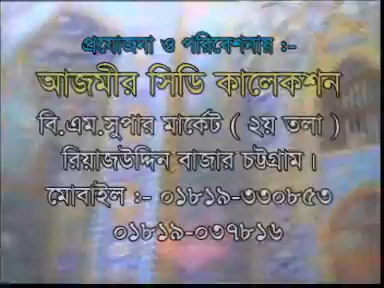 প্রযোজনা ও পরিবেশনায় :-
আজমীর সিডি কালেকশন
বি.এম.সুপার মার্কেট ( ২য় তলা )
রিয়াজউদ্দিন বাজার চট্টগ্রাম।
মোবাইল :- ০১৮১৯-৩৩০৮৫৩
০১৮১৯-০৩৭৮১৬